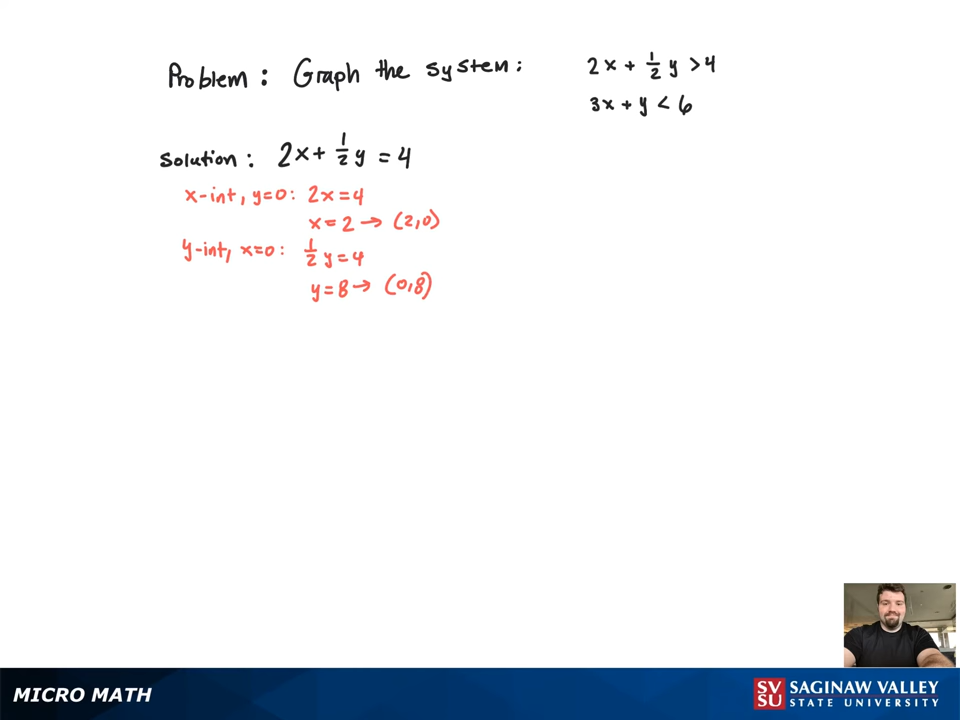 Problem: Graph the system: 2x + 1/2 y > 4
3x + y < 6
Solution: 2x + 1/2 y = 4
x-int, y=0: 2x = 4
x = 2 → (2,0)
y-int, x=0: 1/2 y = 4
y = 8 → (0,8)
MICRO MATH
SV SU SAGINAW VALLEY STATE UNIVERSITY